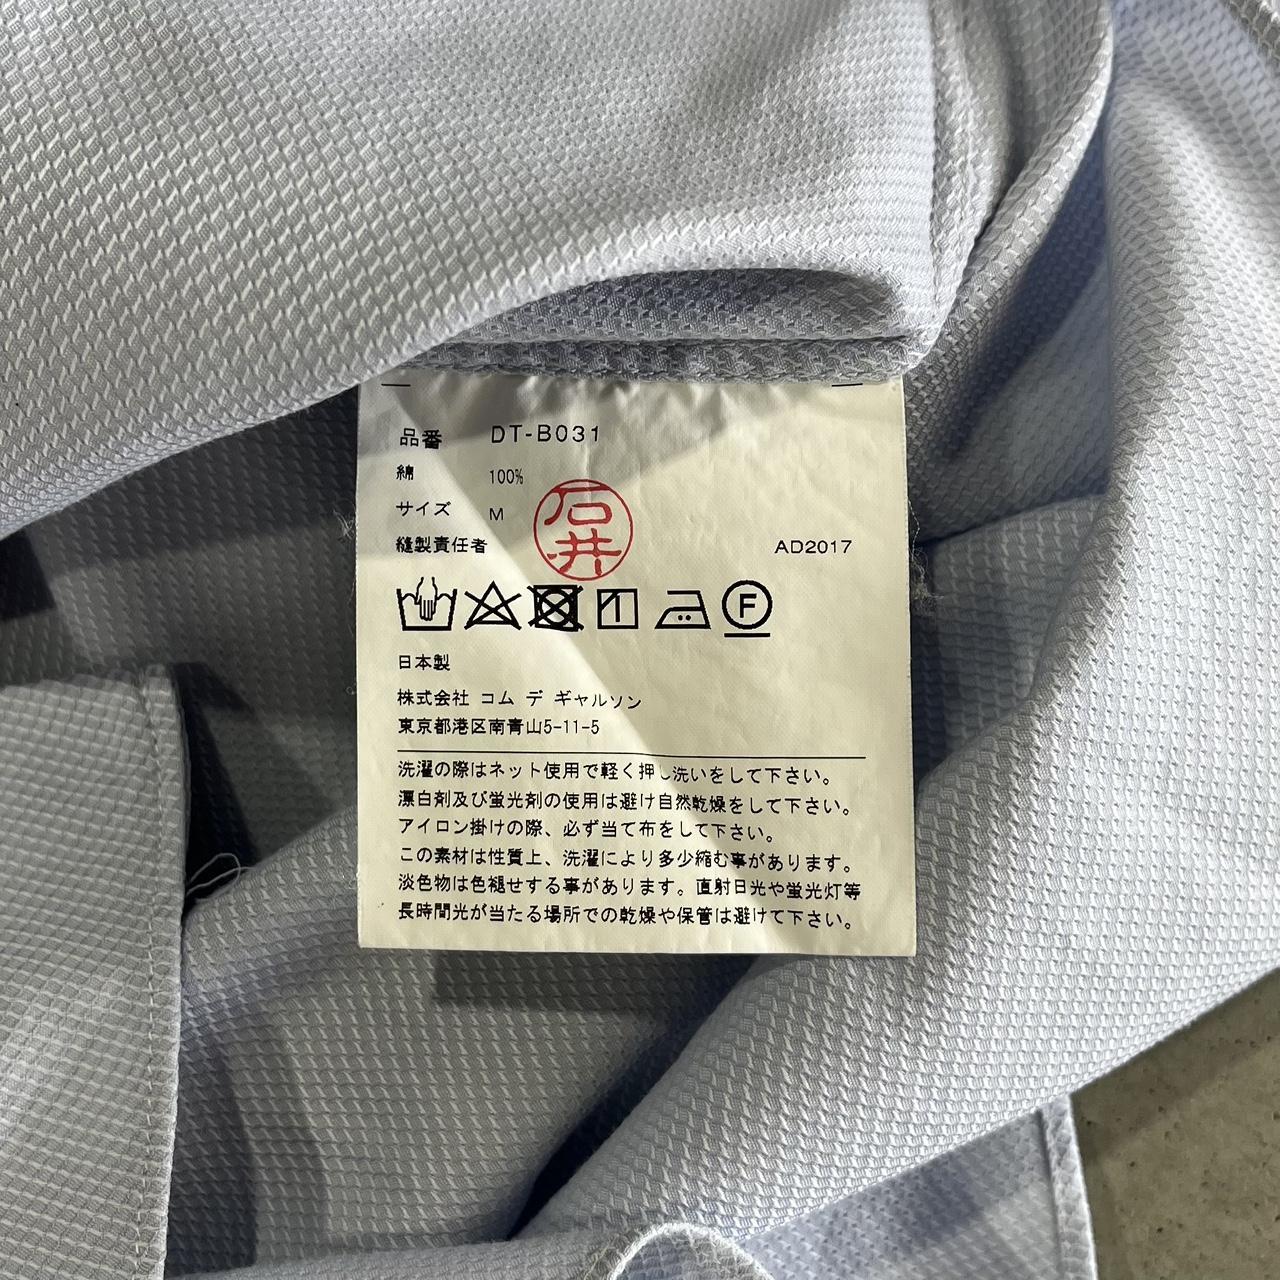 品番 DT-B031
綿 100%
サイズ M
石井
縫製責任者 AD2017
F
日本製
株式会社 コム デ ギャルソン
東京都港区南青山5-11-5
洗濯の際はネット使用で軽く押し洗いをして下さい。
漂白剤及び蛍光剤の使用は避け自然乾燥をして下さい。
アイロン掛けの際、必ず当て布をして下さい。
この素材は性質上、洗濯により多少縮む事があります。
淡色物は色褪せする事があります。直射日光や蛍光灯等
長時間光が当たる場所での乾燥や保管は避けて下さい。